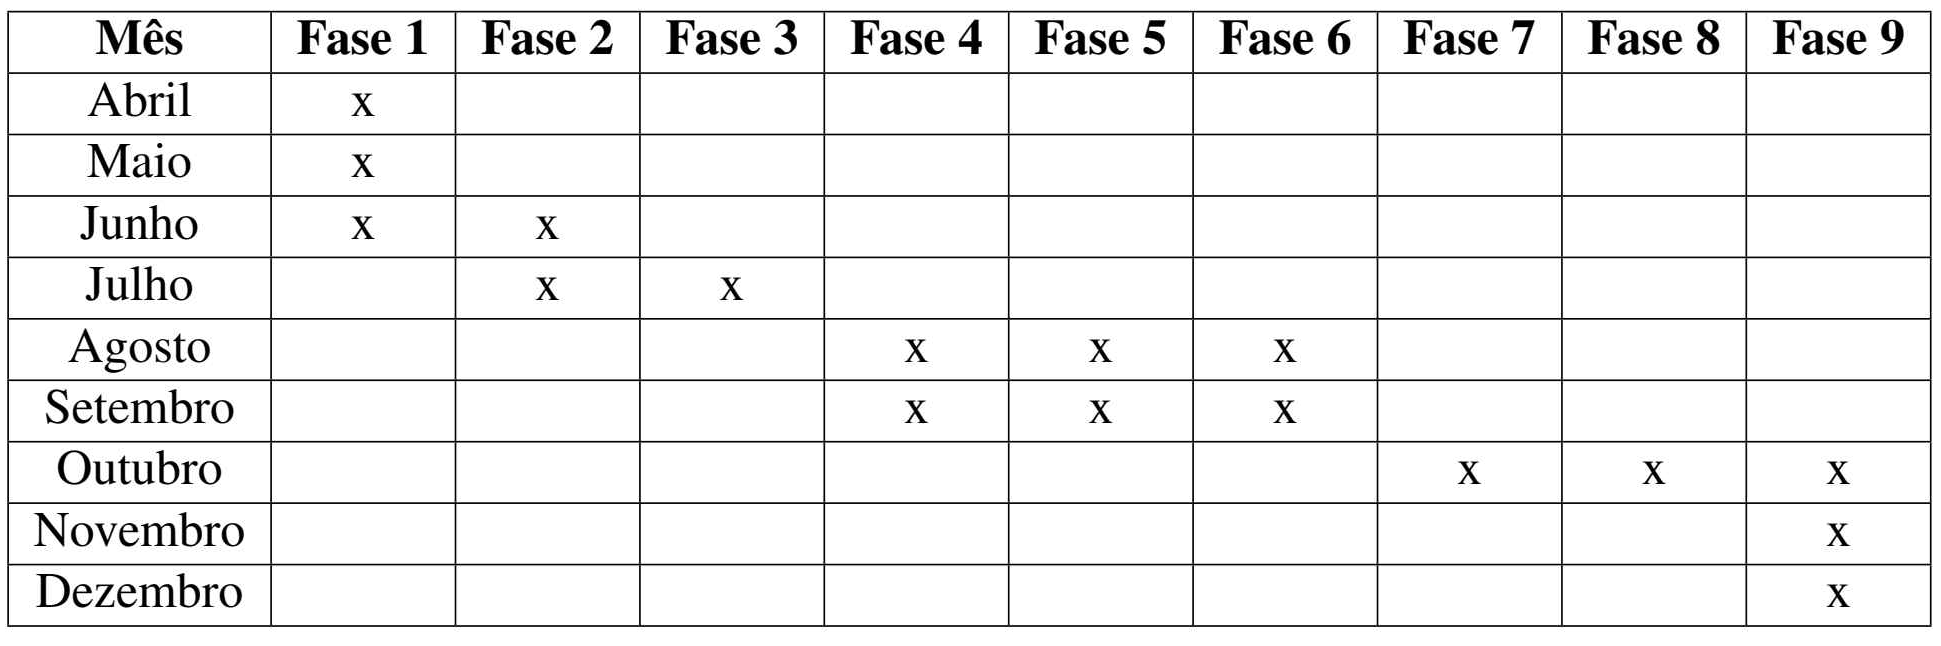 Mês Fase 1 Fase 2 Fase 3 Fase 4 Fase 5 Fase 6 Fase 7 Fase 8 Fase 9
Abril x
Maio x
Junho x x
Julho x x
Agosto x x x
Setembro x x x
Outubro x x x
Novembro x
Dezembro x